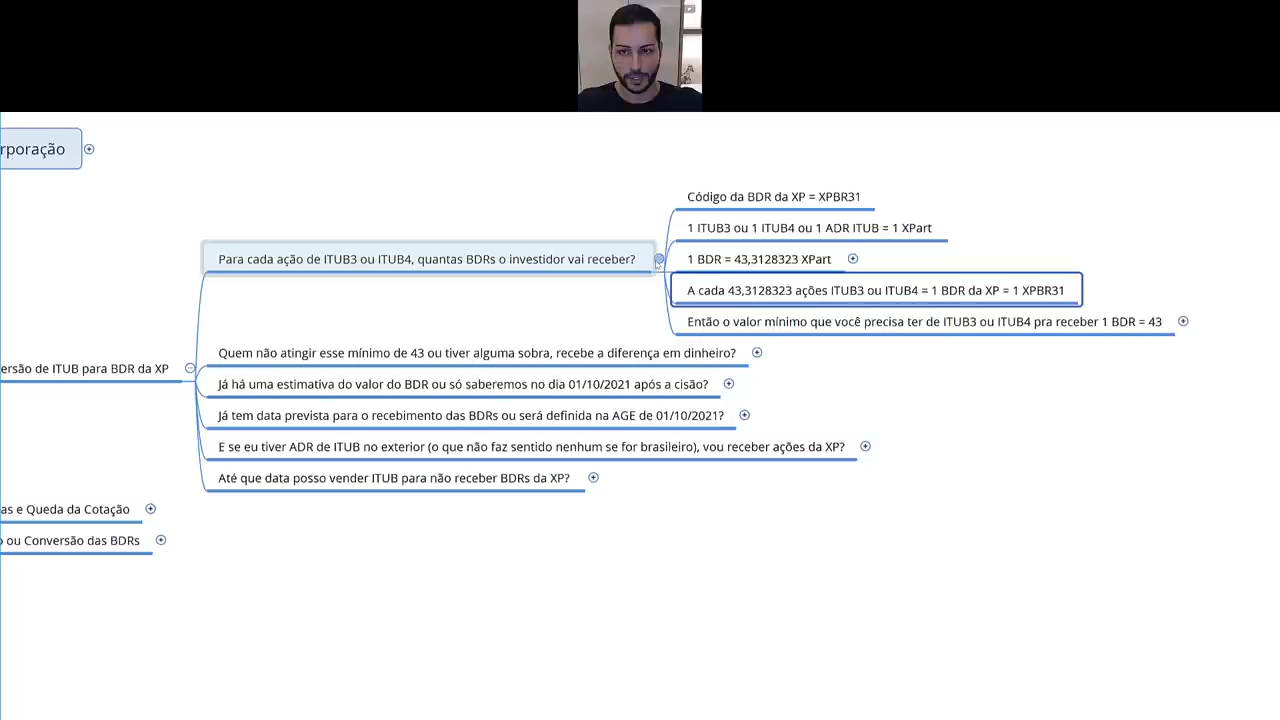 rporação
Código da BDR da XP = XPBR31
1 ITUB3 ou 1 ITUB4 ou 1 ADR ITUB = 1 XPart
Para cada ação de ITUB3 ou ITUB4, quantas BDRs o investidor vai receber?
1 BDR = 43,3128323 XPart
A cada 43,3128323 ações ITUB3 ou ITUB4 = 1 BDR da XP = 1 XPBR31
Então o valor mínimo que você precisa ter de ITUB3 ou ITUB4 pra receber 1 BDR = 43
Quem não atingir esse mínimo de 43 ou tiver alguma sobra, recebe a diferença em dinheiro?
ersão de ITUB para BDR da XP
Já há uma estimativa do valor do BDR ou só saberemos no dia 01/10/2021 após a cisão?
Já tem data prevista para o recebimento das BDRs ou será definida na AGE de 01/10/2021?
E se eu tiver ADR de ITUB no exterior (o que não faz sentido nenhum se for brasileiro), vou receber ações da XP?
Até que data posso vender ITUB para não receber BDRs da XP?
as e Queda da Cotação
o ou Conversão das BDRs